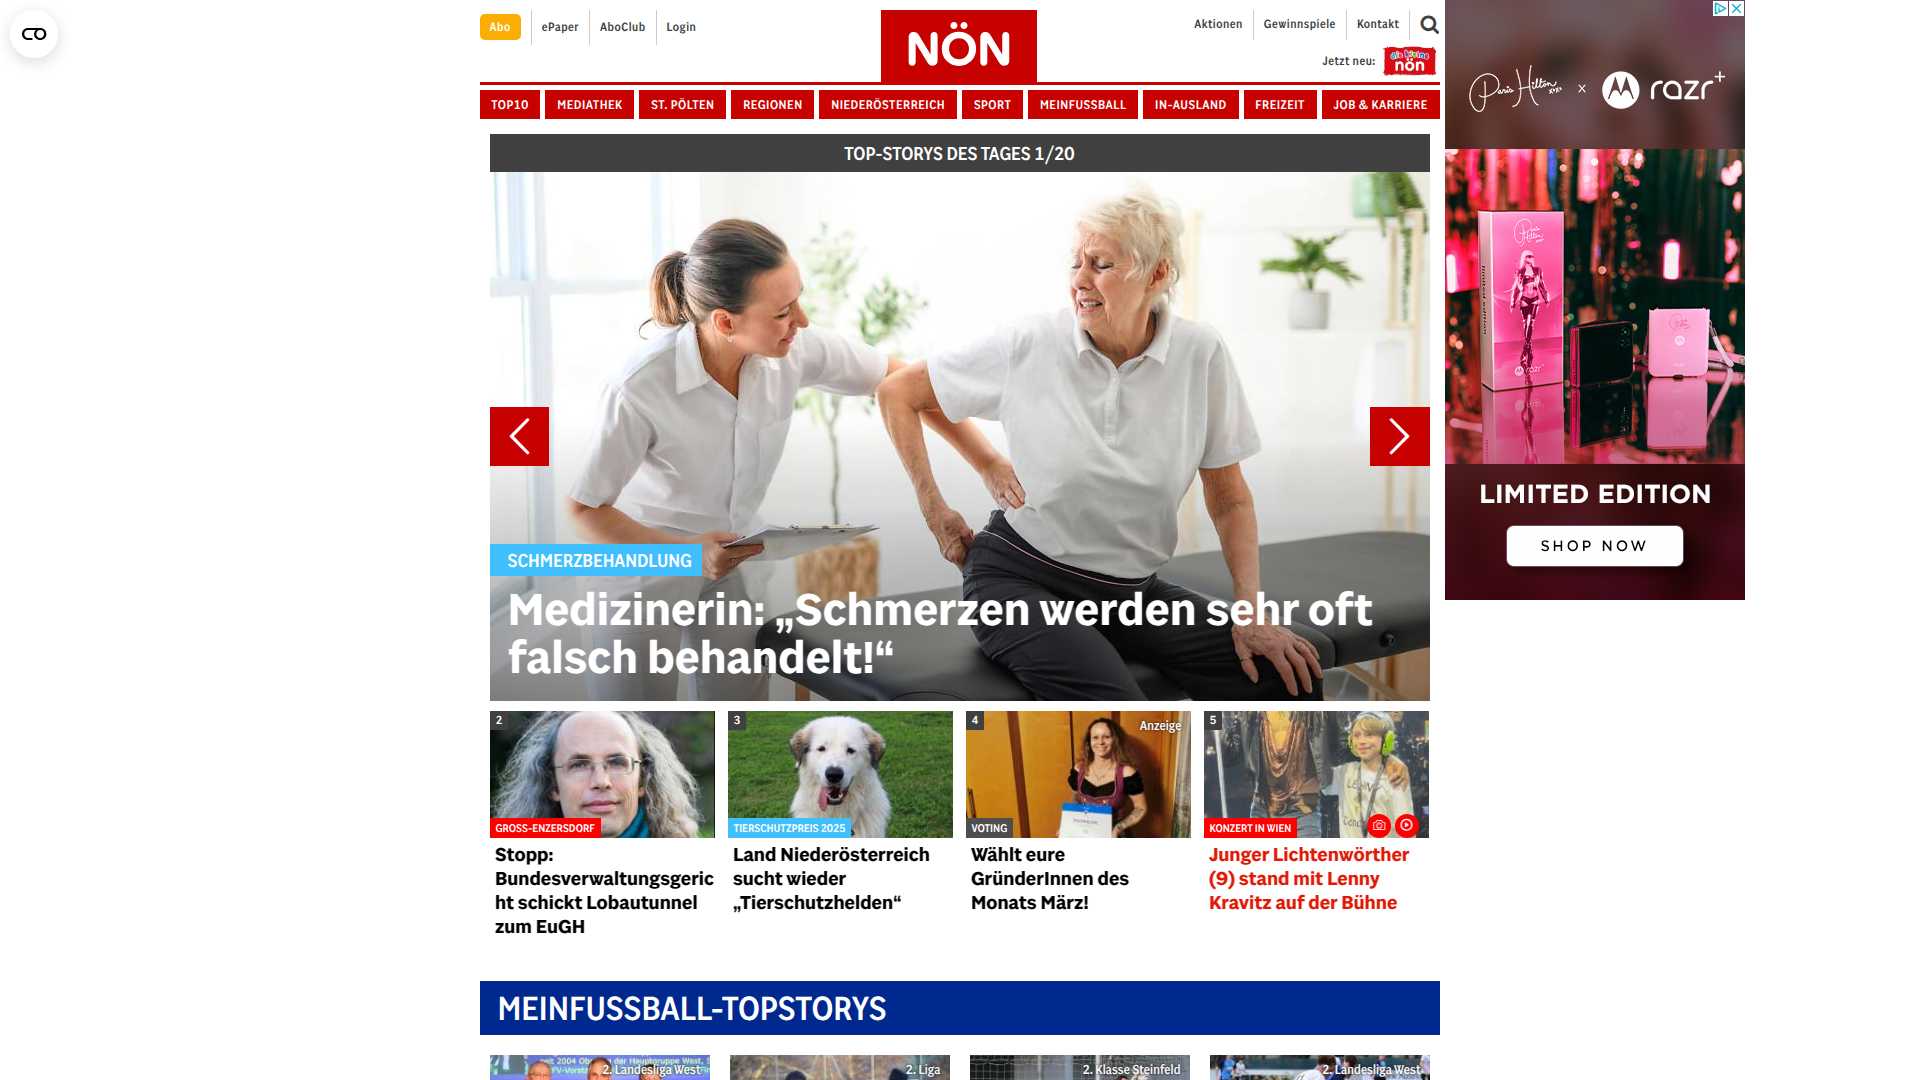 Abo
ePaper
AboClub
Login
NÖN
Aktionen
Gewinnspiele
Kontakt
Jetzt neu:
die kleine
nön
TOP10
MEDIATHEK
ST. PÖLTEN
REGIONEN
NIEDERÖSTERREICH
SPORT
MEINFUSSBALL
IN-AUSLAND
FREIZEIT
JOB & KARRIERE
TOP-STORYS DES TAGES 1/20
SCHMERZBEHANDLUNG
Medizinerin: „Schmerzen werden sehr oft
falsch behandelt!“
2
GROSS-ENZERSDORF
Stopp:
Bundesverwaltungsgeric
ht schickt Lobautunnel
zum EuGH
3
TIERSCHUTZPREIS 2025
Land Niederösterreich
sucht wieder
„Tierschutzhelden“
4
Anzeige
VOTING
Wählt eure
GründerInnen des
Monats März!
5
KONZERT IN WIEN
Junger Lichtenwörther
(9) stand mit Lenny
Kravitz auf der Bühne
MEINFUSSBALL-TOPSTORYS
2. Landesliga West
2. Liga
2. Klasse Steinfeld
2. Landesliga West
Paris Hilton x razr+
LIMITED EDITION
SHOP NOW